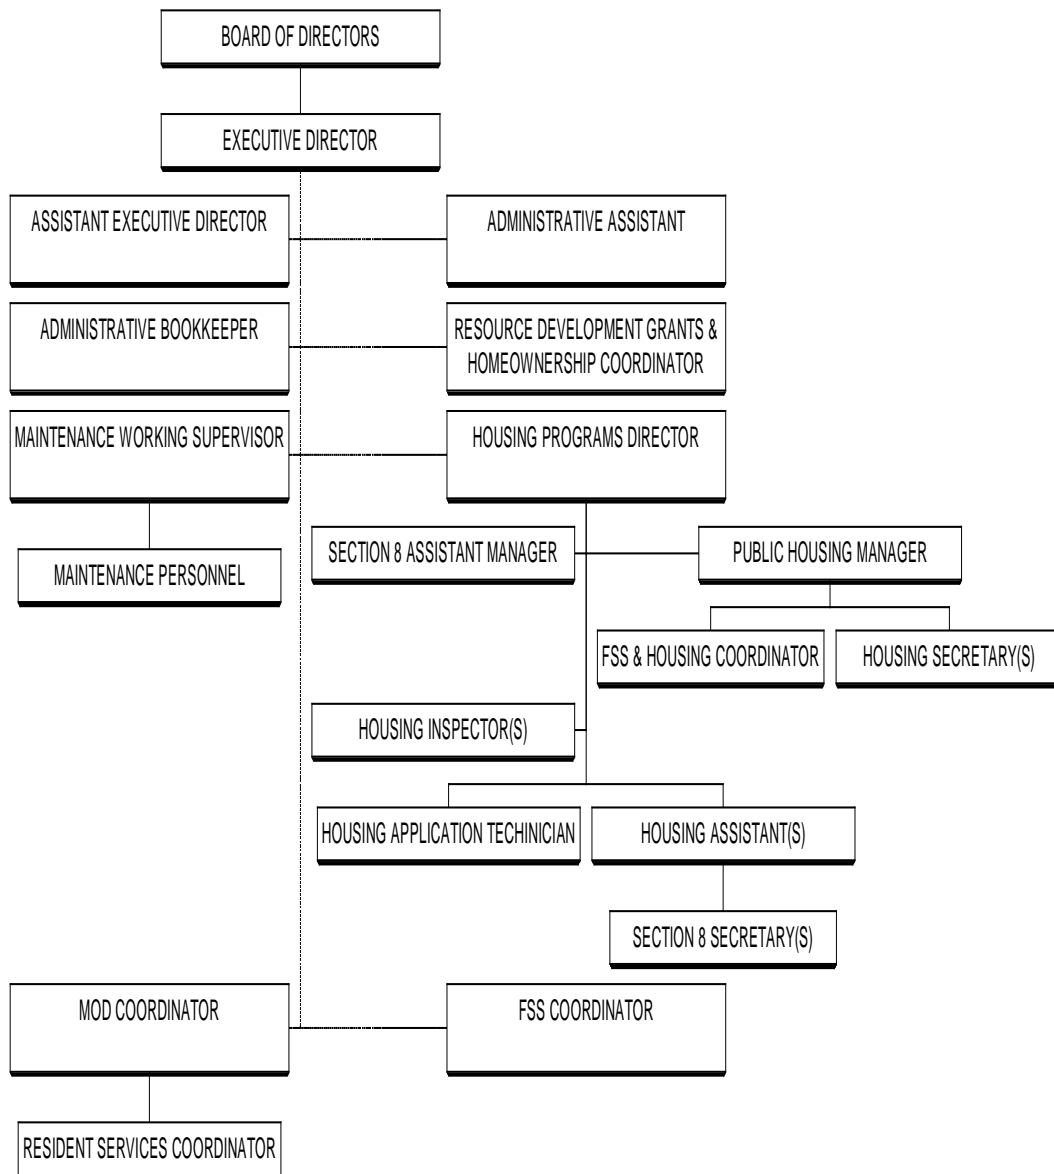 BOARD OF DIRECTORS
EXECUTIVE DIRECTOR
ASSISTANT EXECUTIVE DIRECTOR
ADMINISTRATIVE ASSISTANT
ADMINISTRATIVE BOOKKEEPER
RESOURCE DEVELOPMENT GRANTS &
HOMEOWNERSHIP COORDINATOR
MAINTENANCE WORKING SUPERVISOR
HOUSING PROGRAMS DIRECTOR
SECTION 8 ASSISTANT MANAGER
PUBLIC HOUSING MANAGER
MAINTENANCE PERSONNEL
FSS & HOUSING COORDINATOR
HOUSING SECRETARY(S)
HOUSING INSPECTOR(S)
HOUSING APPLICATION TECHINICIAN
HOUSING ASSISTANT(S)
SECTION 8 SECRETARY(S)
MOD COORDINATOR
FSS COORDINATOR
RESIDENT SERVICES COORDINATOR